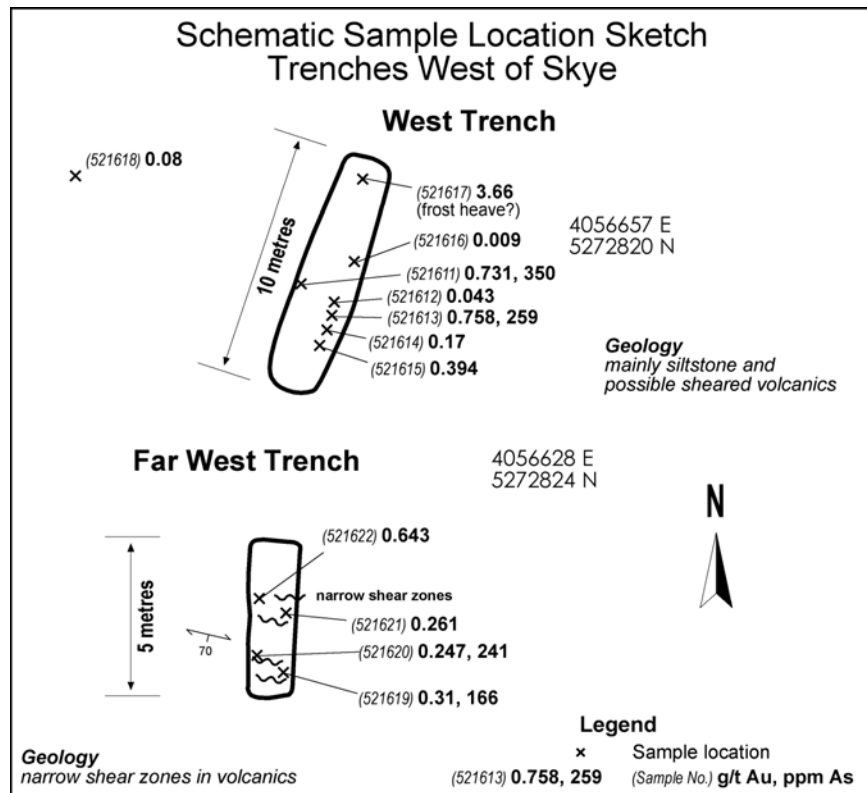 Schematic Sample Location Sketch
Trenches West of Skye
West Trench
(521618) 0.08
10 metres
(521617) 3.66
(frost heave?)
(521616) 0.009
(521611) 0.731, 350
(521612) 0.043
(521613) 0.758, 259
(521614) 0.17
(521615) 0.394
4056657 E
5272820 N
Geology
mainly siltstone and
possible sheared volcanics
Far West Trench
4056628 E
5272824 N
N
5 metres
(521622) 0.643
narrow shear zones
(521621) 0.261
70
(521620) 0.247, 241
(521619) 0.31, 166
Geology
narrow shear zones in volcanics
Legend
Sample location
(521613) 0.758, 259 (Sample No.) g/t Au, ppm As